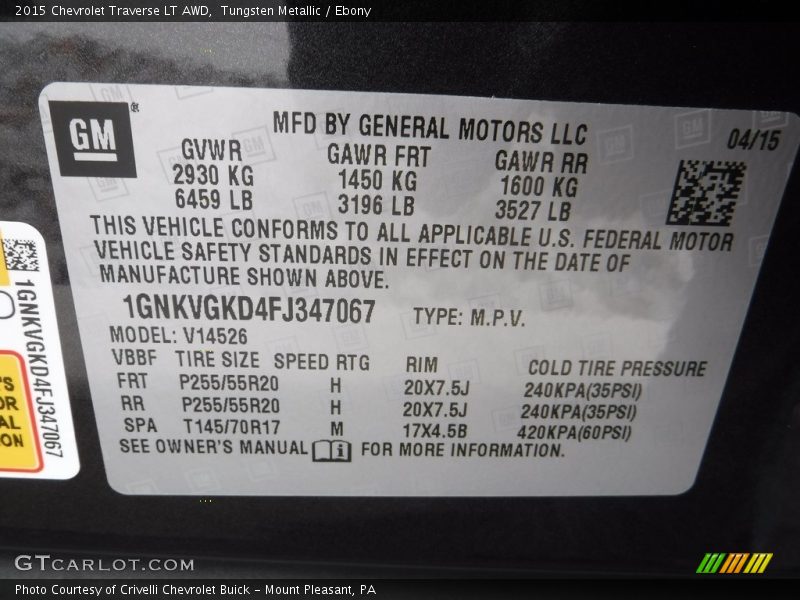 2015 Chevrolet Traverse LT AWD, Tungsten Metallic / Ebony
GM
MFD BY GENERAL MOTORS LLC
04/15
GVWR GAWR FRT GAWR RR
2930 KG 1450 KG 1600 KG
6459 LB 3196 LB 3527 LB
THIS VEHICLE CONFORMS TO ALL APPLICABLE U.S. FEDERAL MOTOR
VEHICLE SAFETY STANDARDS IN EFFECT ON THE DATE OF
MANUFACTURE SHOWN ABOVE.
1GNKVGKD4FJ347067 TYPE: M.P.V.
MODEL: V14526
VBBF TIRE SIZE SPEED RTG RIM COLD TIRE PRESSURE
FRT P255/55R20 H 20X7.5J 240KPA(35PSI)
RR P255/55R20 H 20X7.5J 240KPA(35PSI)
SPA T145/70R17 M 17X4.5B 420KPA(60PSI)
SEE OWNER'S MANUAL i FOR MORE INFORMATION.
1GNKVGKD4FJ347067
GTCARLOT.COM
Photo Courtesy of Crivelli Chevrolet Buick - Mount Pleasant, PA